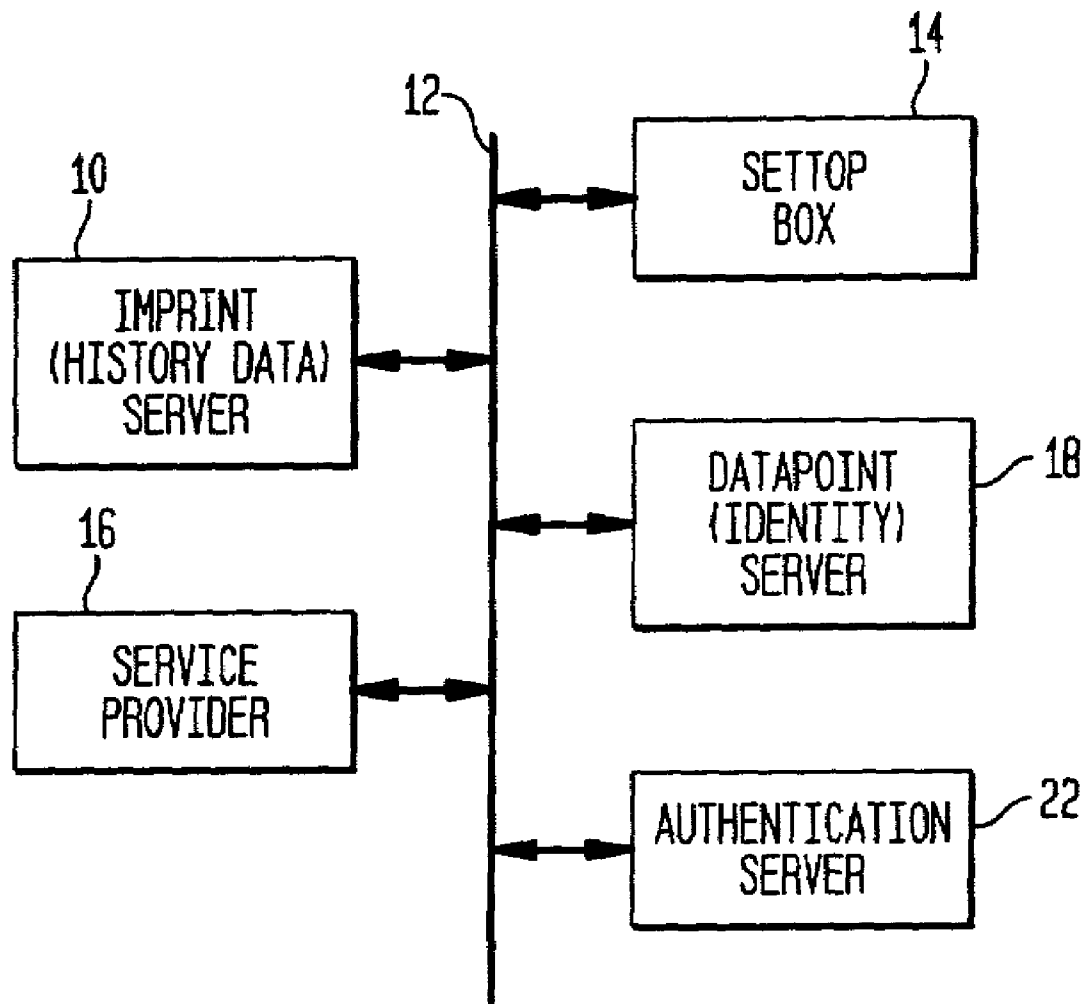 14
SETTOP
BOX
12
10
IMPRINT
(HISTORY DATA)
SERVER
18
DATAPOINT
(IDENTITY)
SERVER
16
SERVICE
PROVIDER
22
AUTHENTICATION
SERVER